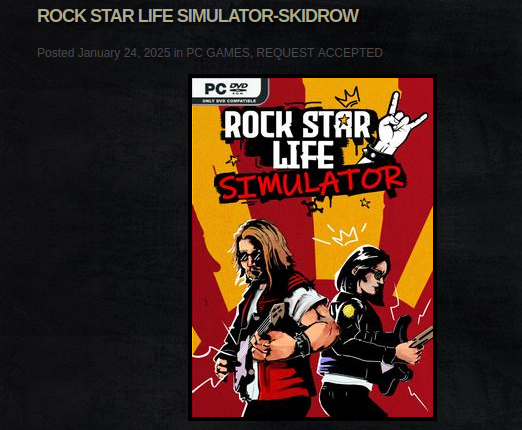 ROCK STAR LIFE SIMULATOR-SKIDROW
Posted January 24, 2025 in PC GAMES, REQUEST ACCEPTED
PC DVD
ROM
ONLY DVD COMPATIBLE
ROCK STAR
LIFE
SIMULATOR